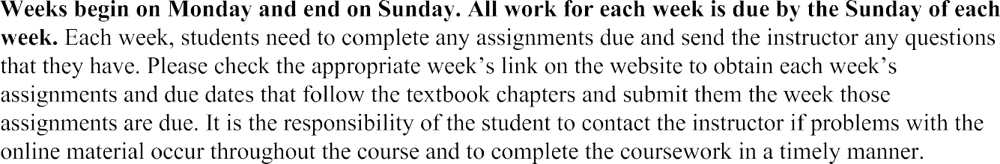 Weeks begin on Monday and end on Sunday. All work for each week is due by the Sunday of each
week. Each week, students need to complete any assignments due and send the instructor any questions
that they have. Please check the appropriate week’s link on the website to obtain each week’s
assignments and due dates that follow the textbook chapters and submit them the week those
assignments are due. It is the responsibility of the student to contact the instructor if problems with the
online material occur throughout the course and to complete the coursework in a timely manner.